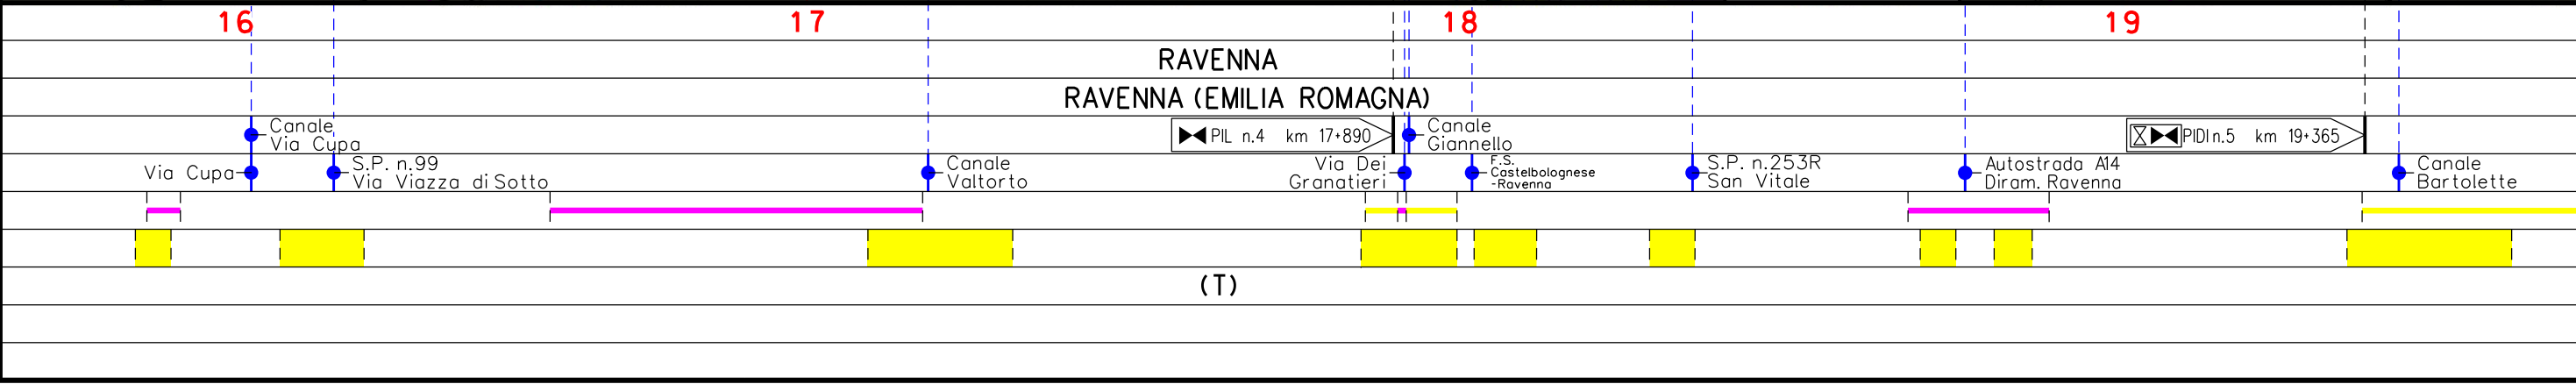 16 17 18 19
RAVENNA
RAVENNA (EMILIA ROMAGNA)
Canale
Via Cupa
PIL n.4 km 17+890
Canale
Giannello
PIDI n.5 km 19+365
Via Cupa
S.P. n.99
Via Viazza di Sotto
Canale
Valtorto
Via Dei
Granatieri
F.S.
Castelbolognese
-Ravenna
S.P. n.253R
San Vitale
Autostrada A14
Diram. Ravenna
Canale
Bartolette
(T)